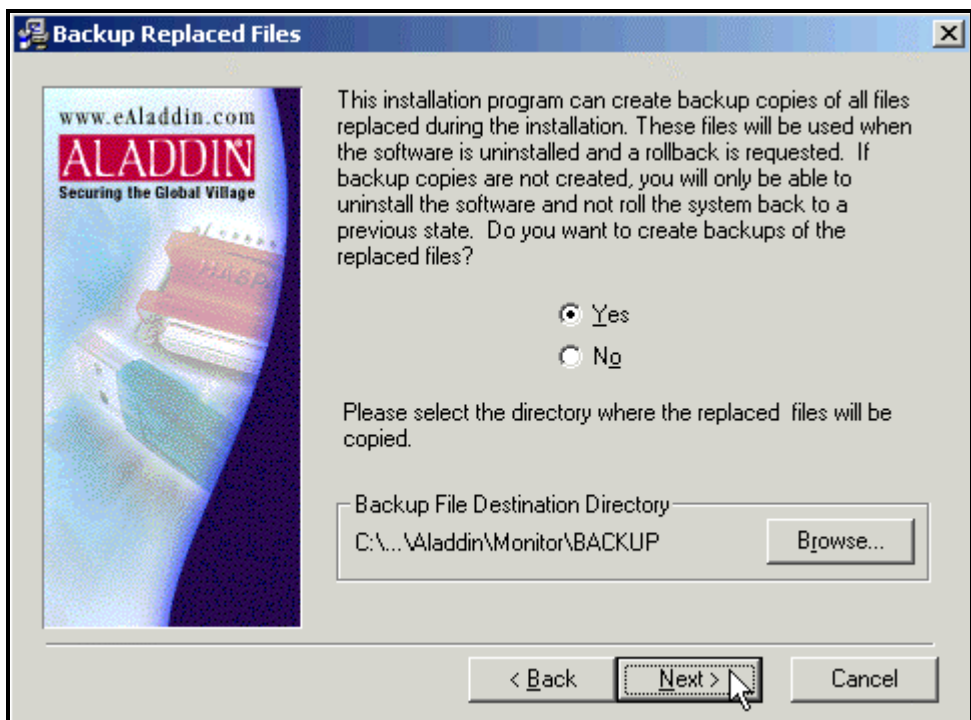 Backup Replaced Files
www.eAladdin.com
ALADDIN
Securing the Global Village
HASP
This installation program can create backup copies of all files
replaced during the installation. These files will be used when
the software is uninstalled and a rollback is requested. If
backup copies are not created, you will only be able to
uninstall the software and not roll the system back to a
previous state. Do you want to create backups of the
replaced files?
Yes
No
Please select the directory where the replaced files will be
copied.
Backup File Destination Directory
C:\...\Aladdin\Monitor\BACKUP
Browse...
< Back
Next >
Cancel